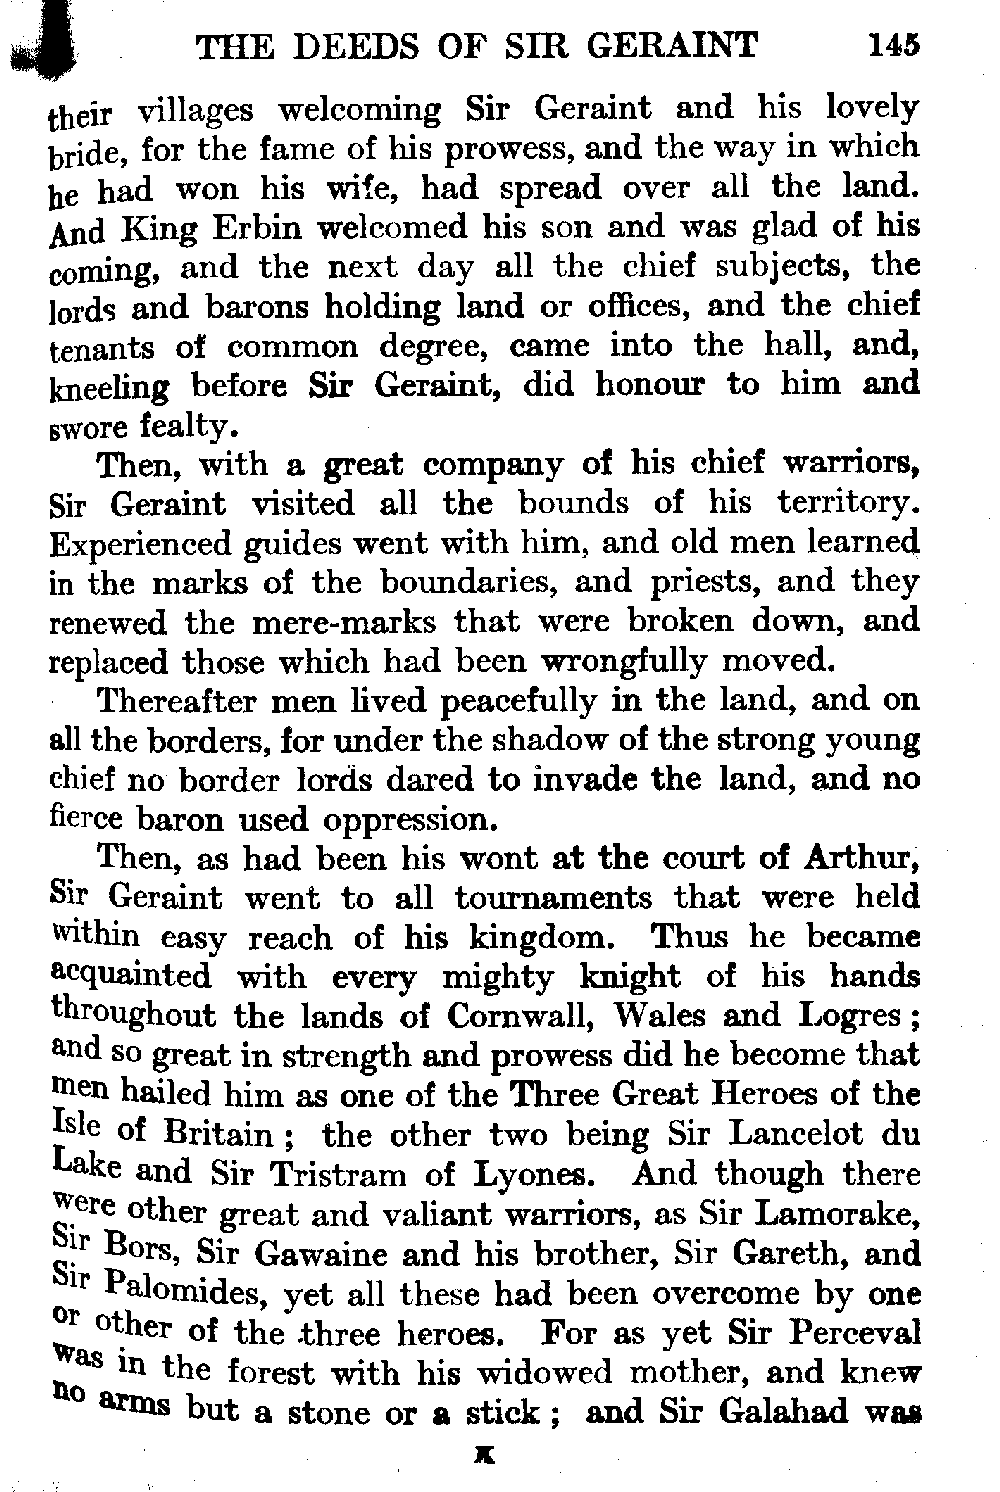 THE DEEDS OF SIR GERAINT 145
their villages welcoming Sir Geraint and his lovely
bride, for the fame of his prowess, and the way in which
he had won his wife, had spread over all the land.
And King Erbin welcomed his son and was glad of his
coming, and the next day all the chief subjects, the
lords and barons holding land or offices, and the chief
tenants of common degree, came into the hall, and,
kneeling before Sir Geraint, did honour to him and
swore fealty.
Then, with a great company of his chief warriors,
Sir Geraint visited all the bounds of his territory.
Experienced guides went with him, and old men learned
in the marks of the boundaries, and priests, and they
renewed the mere-marks that were broken down, and
replaced those which had been wrongfully moved.
Thereafter men lived peacefully in the land, and on
all the borders, for under the shadow of the strong young
chief no border lords dared to invade the land, and no
fierce baron used oppression.
Then, as had been his wont at the court of Arthur,
Sir Geraint went to all tournaments that were held
within easy reach of his kingdom. Thus he became
acquainted with every mighty knight of his hands
throughout the lands of Cornwall, Wales and Logres ;
and so great in strength and prowess did he become that
men hailed him as one of the Three Great Heroes of the
Isle of Britain ; the other two being Sir Lancelot du
Lake and Sir Tristram of Lyones. And though there
were other great and valiant warriors, as Sir Lamorake,
Sir Bors, Sir Gawaine and his brother, Sir Gareth, and
Sir Palomides, yet all these had been overcome by one
or other of the three heroes. For as yet Sir Perceval
was in the forest with his widowed mother, and knew
no arms but a stone or a stick ; and Sir Galahad was
K